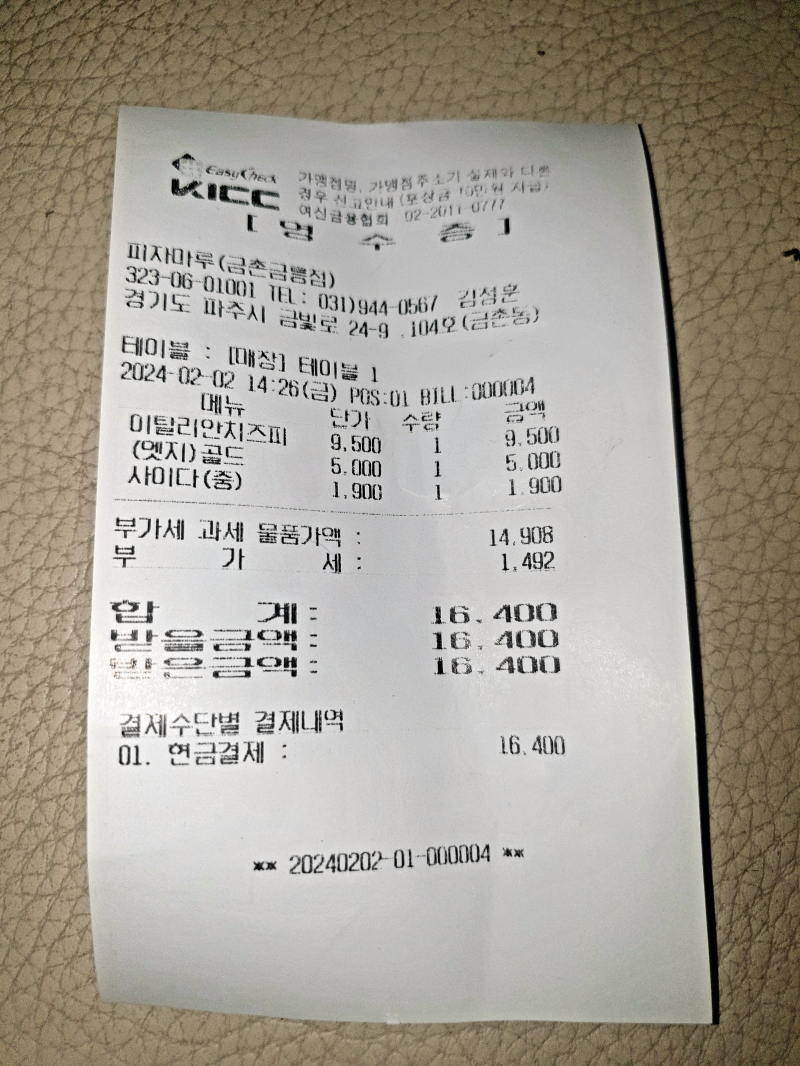 EasyCheck
KICC
가맹점명, 가맹점주소가 실제와 다른
경우 신고안내 (포상금 10만원 지급)
여신금융협회 02-2011-0777
[ 영 수 증 ]
피자마루(금촌금빛점)
323-06-01001 TEL: 031)944-0567 김성훈
경기도 파주시 금빛로 24-9 ,104호(금촌동)
테이블 : [매장] 테이블 1
2024-02-02 14:26(금) POS:01 BILL:000004
메뉴 단가 수량 금액
이탈리안치즈피 9,500 1 9,500
(엣지)골드 5,000 1 5,000
사이다(중) 1,900 1 1,900
부가세 과세 물품가액 : 14,908
부 가 세 : 1,492
합 계: 16,400
받을금액: 16,400
받은금액: 16,400
결제수단별 결제내역
01. 현금결제 : 16,400
** 20240202-01-000004 **